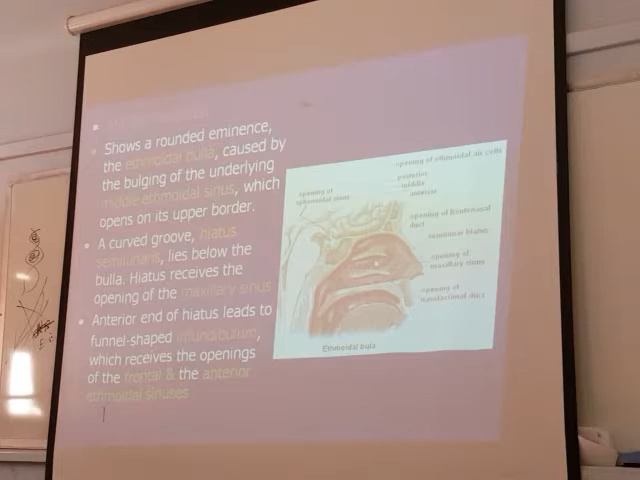 Shows a rounded eminence,
the ethmoidal bulla, caused by
the bulging of the underlying
middle ethmoidal sinus, which
opens on its upper border.
A curved groove, hiatus
semilunaris, lies below the
bulla. Hiatus receives the
opening of the maxillary sinus
Anterior end of hiatus leads to
funnel-shaped infundibulum,
which receives the openings
of the frontal & the anterior
ethmoidal sinuses
opening of ethmoidal air cells
posterior
middle
anterior
opening of
sphenoidal sinus
opening of frontonasal
duct
semilunar hiatus
opening of
maxillary sinus
opening of
nasolacrimal duct
Ethmoidal bula